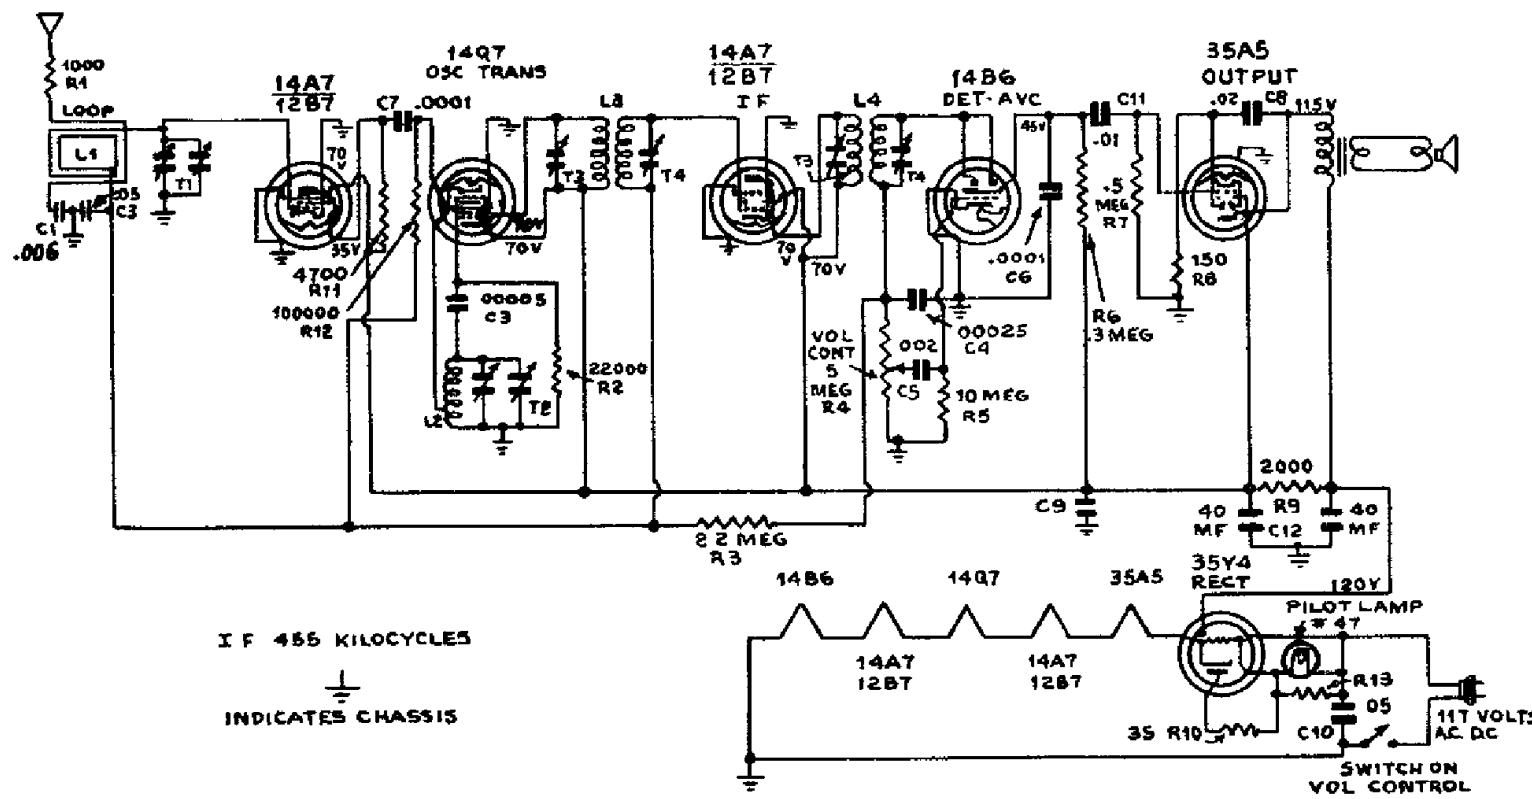 1000
R1
LOOP
L1
C1
.006
.05
C3
T1
14A7
12B7
70
V
35V
C7
.0001
14Q7
OSC TRANS
4700
R11
100000
R12
70V
70V
.00005
C3
22000
R2
L2
T2
T3
L3
T4
14A7
12B7
I F
70
V
70V
T3
L4
T4
14B6
DET-AVC
45V
C11
.01
.0001
C6
.5
MEG
R7
R6
.3 MEG
VOL
CONT
5
MEG
R4
002
C5
00025
C4
10 MEG
R5
35A5
OUTPUT
.02
C8
115V
150
R8
2000
R9
C9
40
MF
C12
40
MF
2 2 MEG
R3
14B6
14Q7
35A5
14A7
12B7
14A7
12B7
35Y4
RECT
120V
PILOT LAMP
# 47
R13
05
C10
35 R10
117 VOLTS
A.C. D.C
SWITCH ON
VOL CONTROL
I F 455 KILOCYCLES
INDICATES CHASSIS